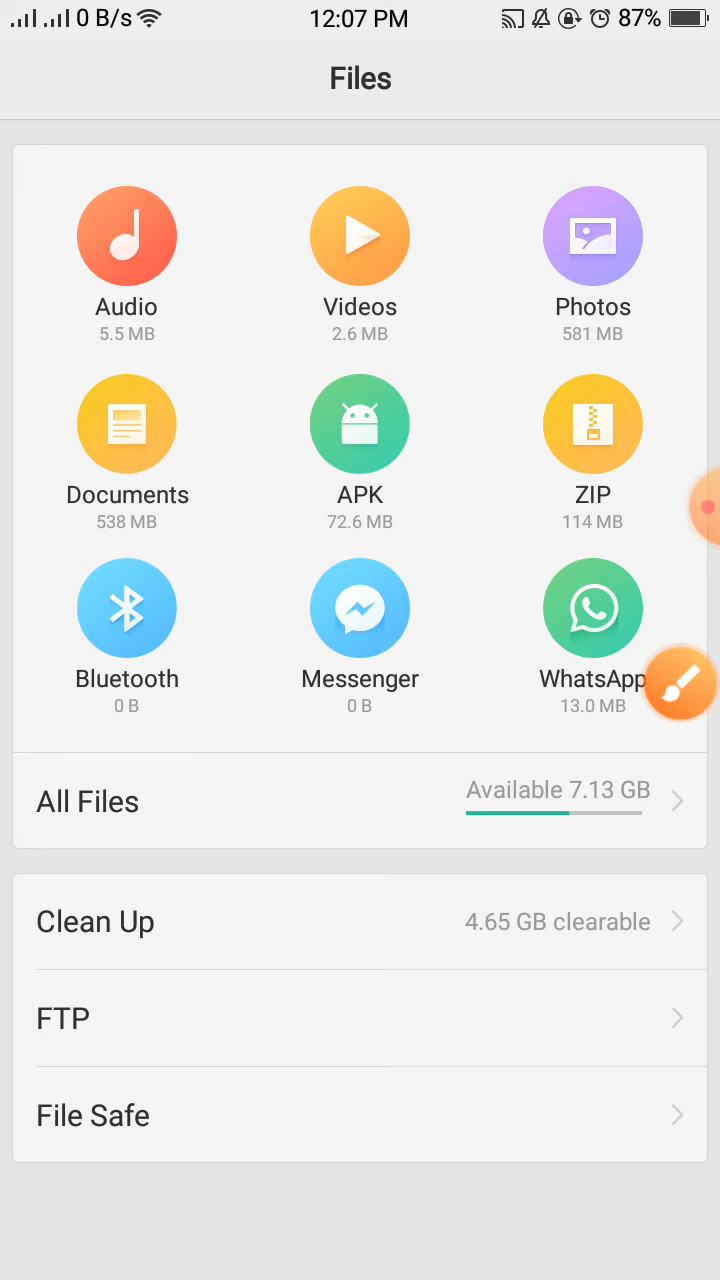 0 B/s 12:07 PM 87%
Files
Audio Videos Photos
5.5 MB 2.6 MB 581 MB
Documents APK ZIP
538 MB 72.6 MB 114 MB
Bluetooth Messenger WhatsApp
0 B 0 B 13.0 MB
All Files Available 7.13 GB
Clean Up 4.65 GB clearable
FTP
File Safe